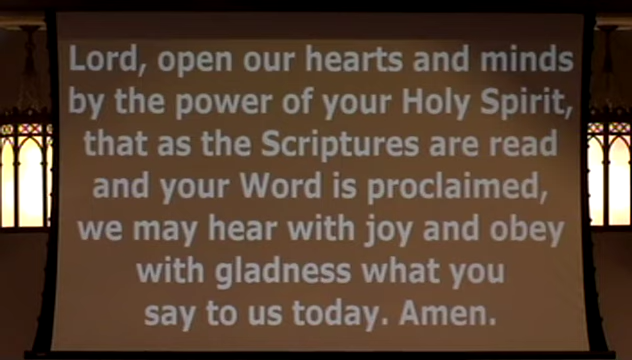 Lord, open our hearts and minds
by the power of your Holy Spirit,
that as the Scriptures are read
and your Word is proclaimed,
we may hear with joy and obey
with gladness what you
say to us today. Amen.